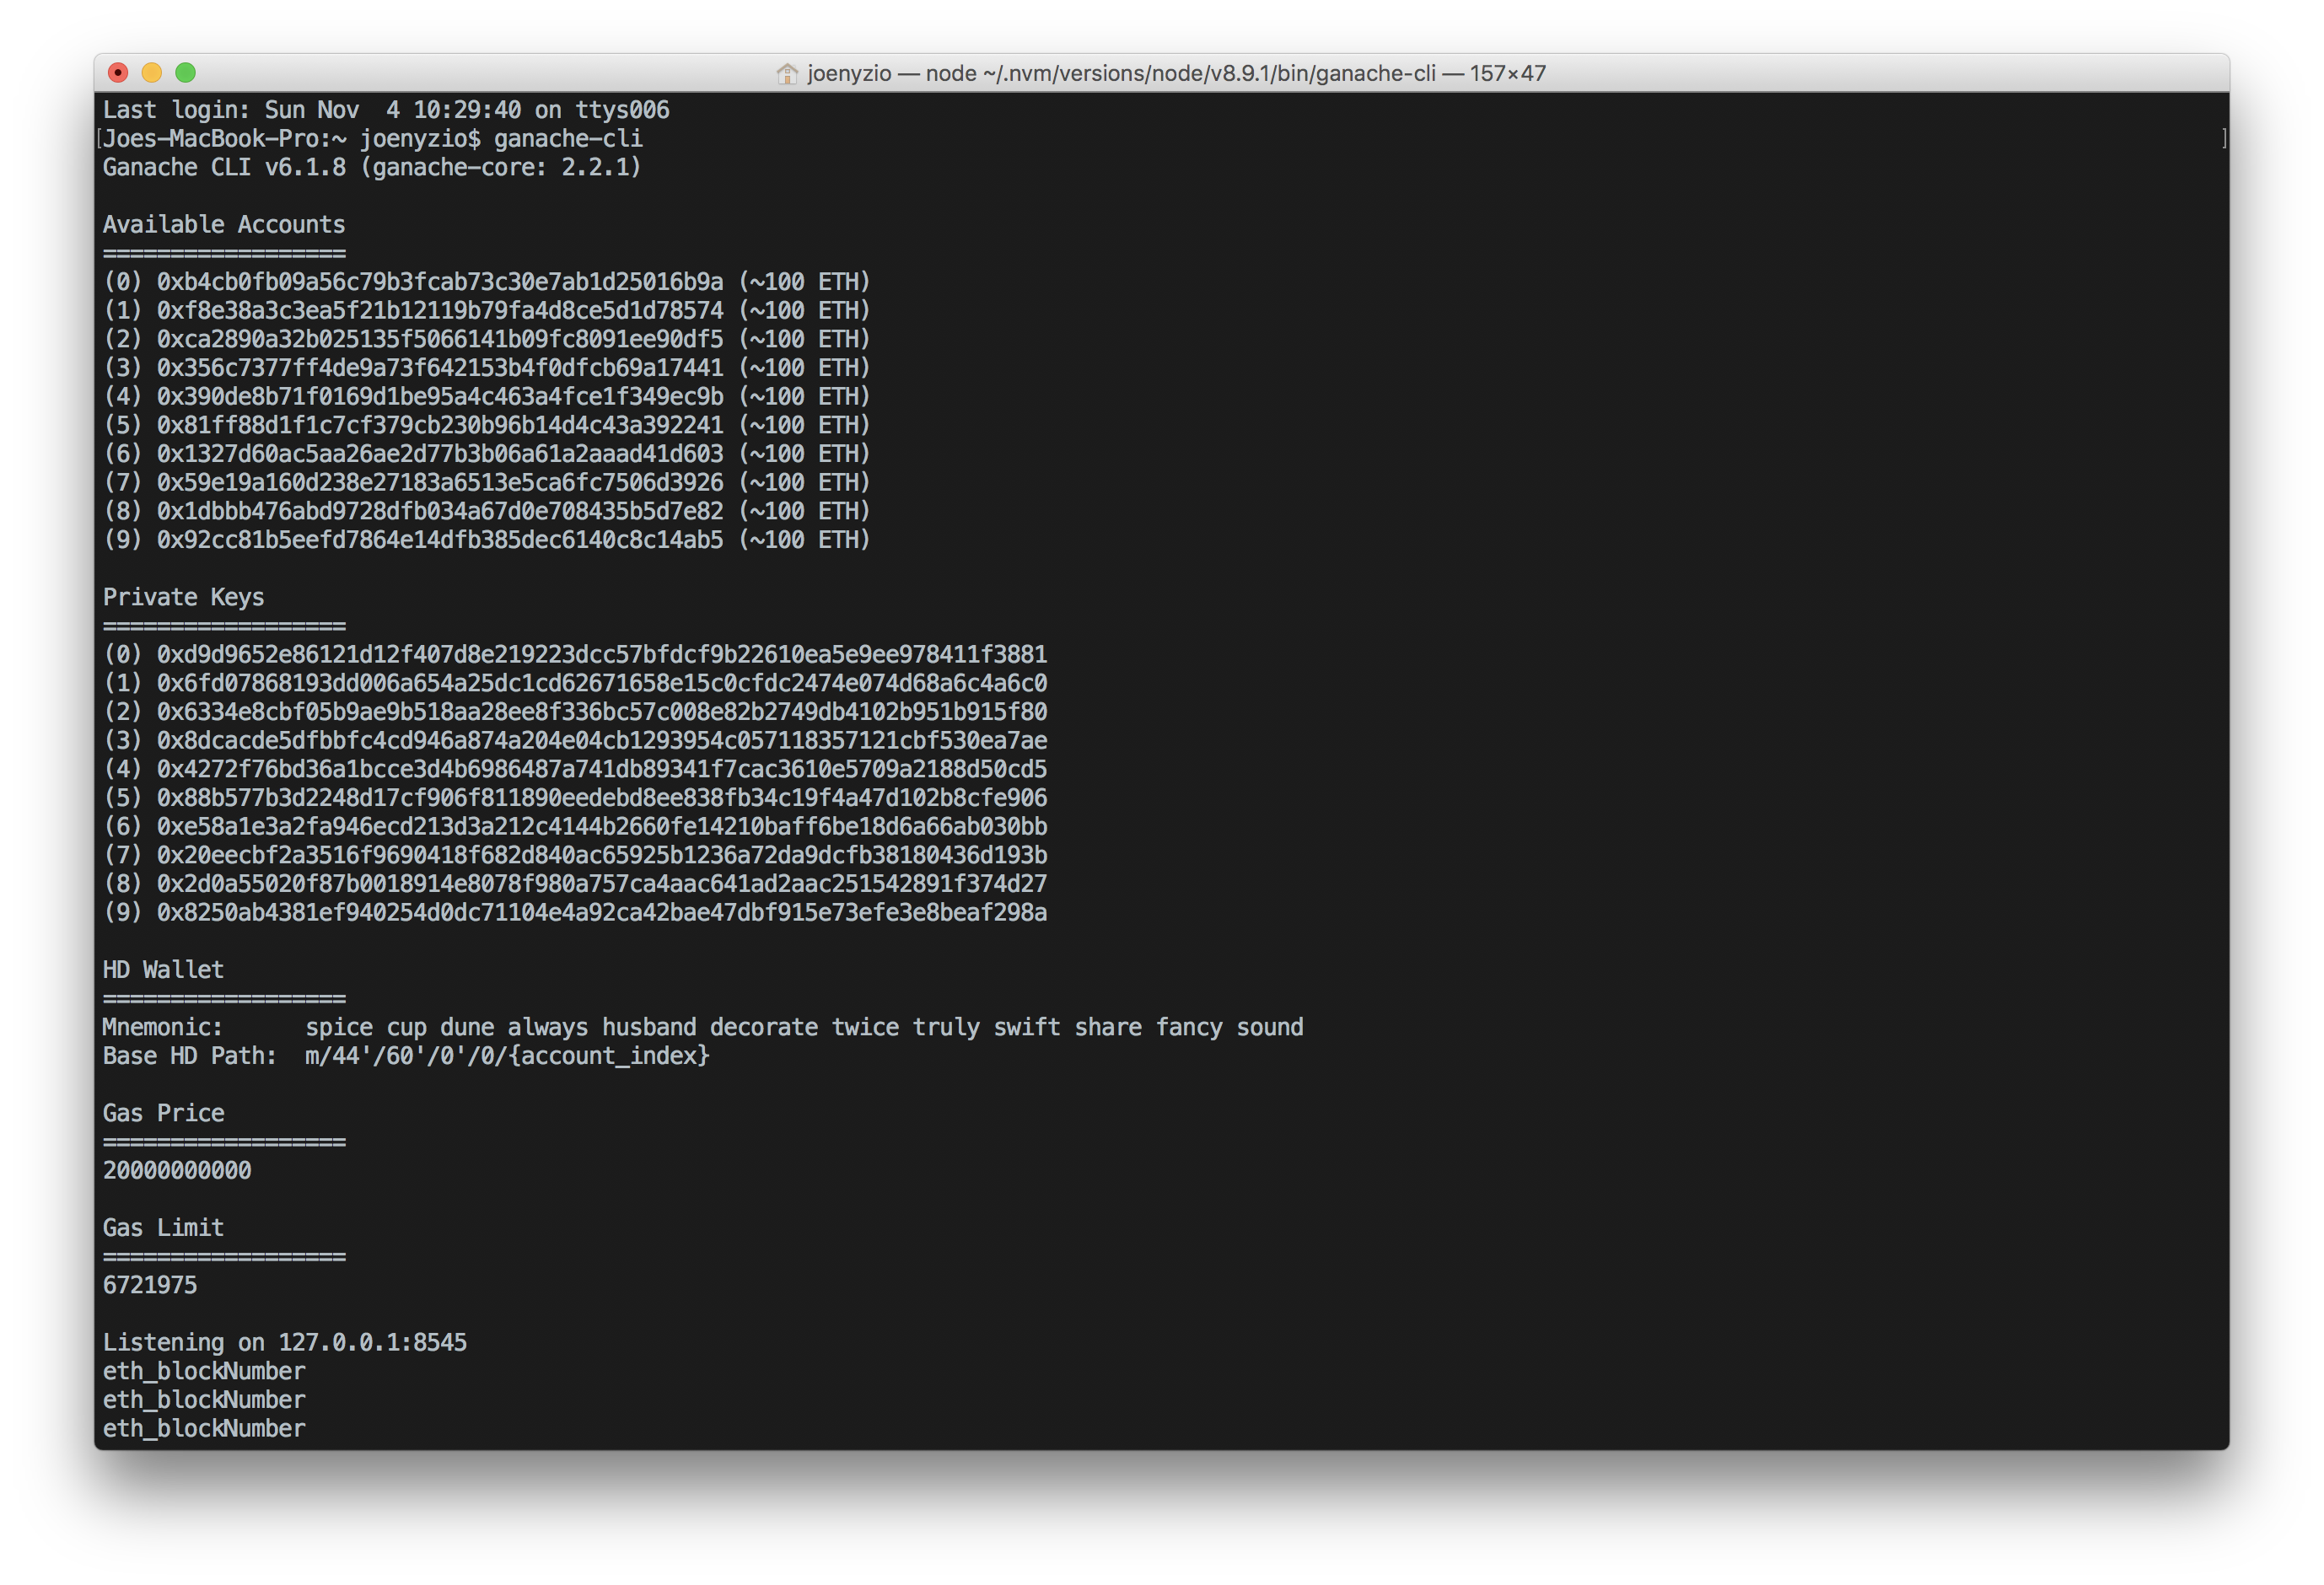 joenyzio — node ~/.nvm/versions/node/v8.9.1/bin/ganache-cli — 157×47
Last login: Sun Nov  4 10:29:40 on ttys006
[Joes-MacBook-Pro:~ joenyzio$ ganache-cli ]
Ganache CLI v6.1.8 (ganache-core: 2.2.1)

Available Accounts
==================
(0) 0xb4cb0fb09a56c79b3fcab73c30e7ab1d25016b9a (~100 ETH)
(1) 0xf8e38a3c3ea5f21b12119b79fa4d8ce5d1d78574 (~100 ETH)
(2) 0xca2890a32b025135f5066141b09fc8091ee90df5 (~100 ETH)
(3) 0x356c7377ff4de9a73f642153b4f0dfcb69a17441 (~100 ETH)
(4) 0x390de8b71f0169d1be95a4c463a4fce1f349ec9b (~100 ETH)
(5) 0x81ff88d1f1c7cf379cb230b96b14d4c43a392241 (~100 ETH)
(6) 0x1327d60ac5aa26ae2d77b3b06a61a2aaad41d603 (~100 ETH)
(7) 0x59e19a160d238e27183a6513e5ca6fc7506d3926 (~100 ETH)
(8) 0x1dbbb476abd9728dfb034a67d0e708435b5d7e82 (~100 ETH)
(9) 0x92cc81b5eefd7864e14dfb385dec6140c8c14ab5 (~100 ETH)

Private Keys
==================
(0) 0xd9d9652e86121d12f407d8e219223dcc57bfdcf9b22610ea5e9ee978411f3881
(1) 0x6fd07868193dd006a654a25dc1cd62671658e15c0cfdc2474e074d68a6c4a6c0
(2) 0x6334e8cbf05b9ae9b518aa28ee8f336bc57c008e82b2749db4102b951b915f80
(3) 0x8dcacde5dfbbfc4cd946a874a204e04cb1293954c057118357121cbf530ea7ae
(4) 0x4272f76bd36a1bcce3d4b6986487a741db89341f7cac3610e5709a2188d50cd5
(5) 0x88b577b3d2248d17cf906f811890eedebd8ee838fb34c19f4a47d102b8cfe906
(6) 0xe58a1e3a2fa946ecd213d3a212c4144b2660fe14210baff6be18d6a66ab030bb
(7) 0x20eecbf2a3516f9690418f682d840ac65925b1236a72da9dcfb38180436d193b
(8) 0x2d0a55020f87b0018914e8078f980a757ca4aac641ad2aac251542891f374d27
(9) 0x8250ab4381ef940254d0dc71104e4a92ca42bae47dbf915e73efe3e8beaf298a

HD Wallet
==================
Mnemonic:      spice cup dune always husband decorate twice truly swift share fancy sound
Base HD Path:  m/44'/60'/0'/0/{account_index}

Gas Price
==================
20000000000

Gas Limit
==================
6721975

Listening on 127.0.0.1:8545
eth_blockNumber
eth_blockNumber
eth_blockNumber